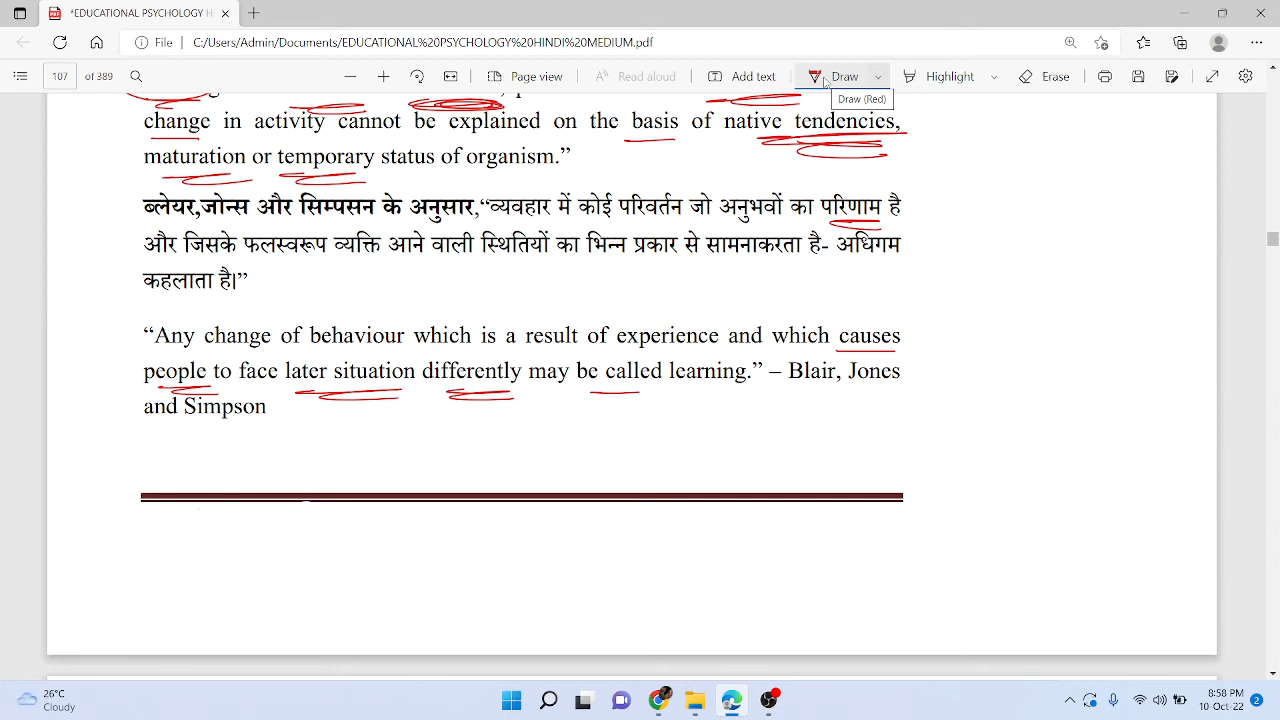 *EDUCATIONAL PSYCHOLOGY H
File C:/Users/Admin/Documents/EDUCATIONAL%20PSYCHOLOGY%20HINDI%20MEDIUM.pdf
107 of 389 Page view Read aloud Add text Draw Highlight Erase
Draw (Red)
change in activity cannot be explained on the basis of native tendencies,
maturation or temporary status of organism.”
ब्लेयर,जोन्स और सिम्पसन के अनुसार,“व्यवहार में कोई परिवर्तन जो अनुभवों का परिणाम है
और जिसके फलस्वरूप व्यक्ति आने वाली स्थितियों का भिन्न प्रकार से सामनाकरता है- अधिगम
कहलाता है।”
“Any change of behaviour which is a result of experience and which causes
people to face later situation differently may be called learning.” – Blair, Jones
and Simpson
26°C
Cloudy
8:58 PM
10-Oct-22
2